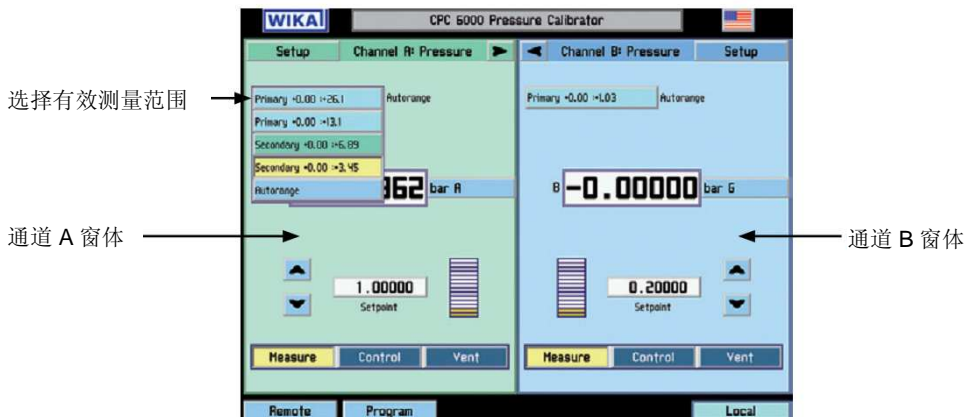 WIKAI
CPC 6000 Pressure Calibrator
Setup
Channel A: Pressure
Channel B: Pressure
Setup
选择有效测量范围
Primary +0.00 :+26.1
Autorange
Primary +0.00 :+13.1
Secondary +0.00 :+6.89
Secondary +0.00 :+3.45
Autorange
362 bar A
Primary +0.00 :+1.03
Autorange
B -0.00000 bar G
通道 A 窗体
通道 B 窗体
1.00000
Setpoint
0.20000
Setpoint
Measure
Control
Vent
Measure
Control
Vent
Remote
Program
Local